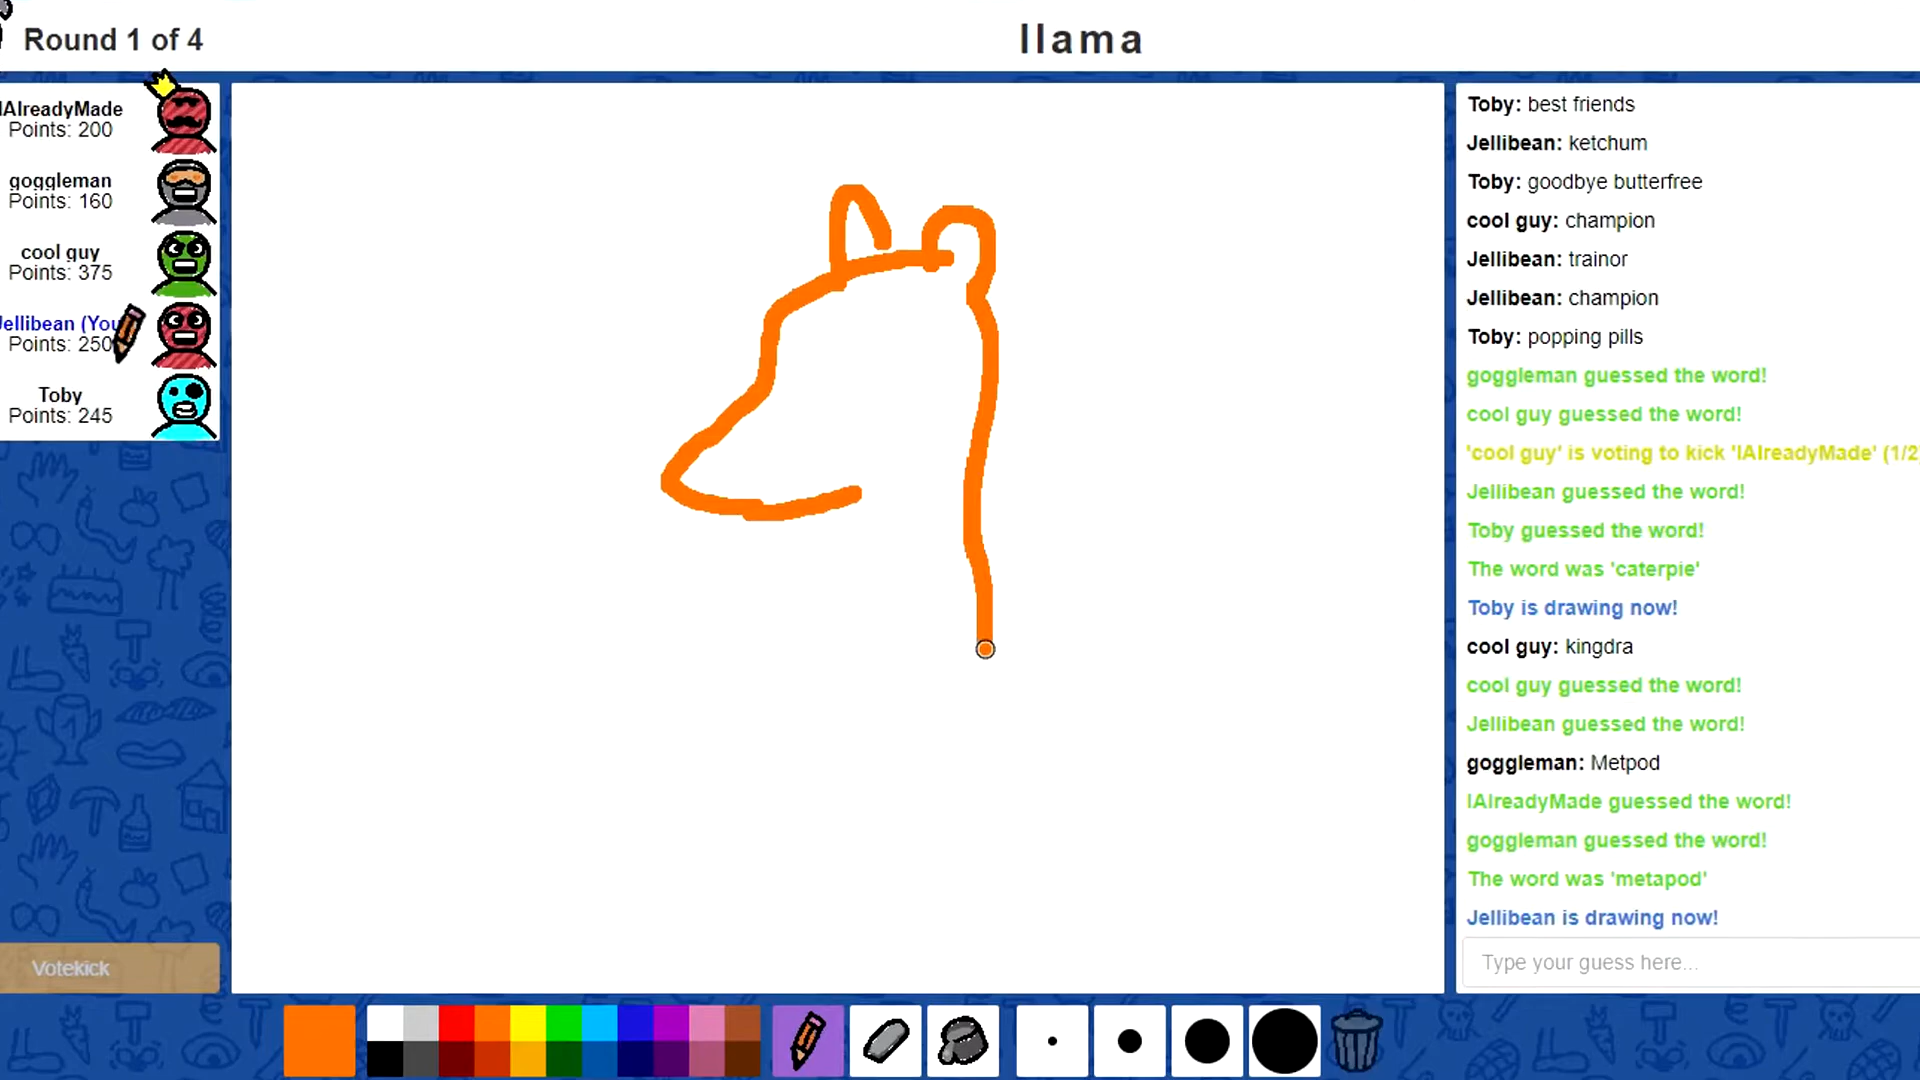 Round 1 of 4
llama
IAlreadyMade
Points: 200
goggleman
Points: 160
cool guy
Points: 375
Jellibean (You
Points: 250
Toby
Points: 245
Votekick
Toby: best friends
Jellibean: ketchum
Toby: goodbye butterfree
cool guy: champion
Jellibean: trainor
Jellibean: champion
Toby: popping pills
goggleman guessed the word!
cool guy guessed the word!
'cool guy' is voting to kick 'IAlreadyMade' (1/2
Jellibean guessed the word!
Toby guessed the word!
The word was 'caterpie'
Toby is drawing now!
cool guy: kingdra
cool guy guessed the word!
Jellibean guessed the word!
goggleman: Metpod
IAlreadyMade guessed the word!
goggleman guessed the word!
The word was 'metapod'
Jellibean is drawing now!
Type your guess here...